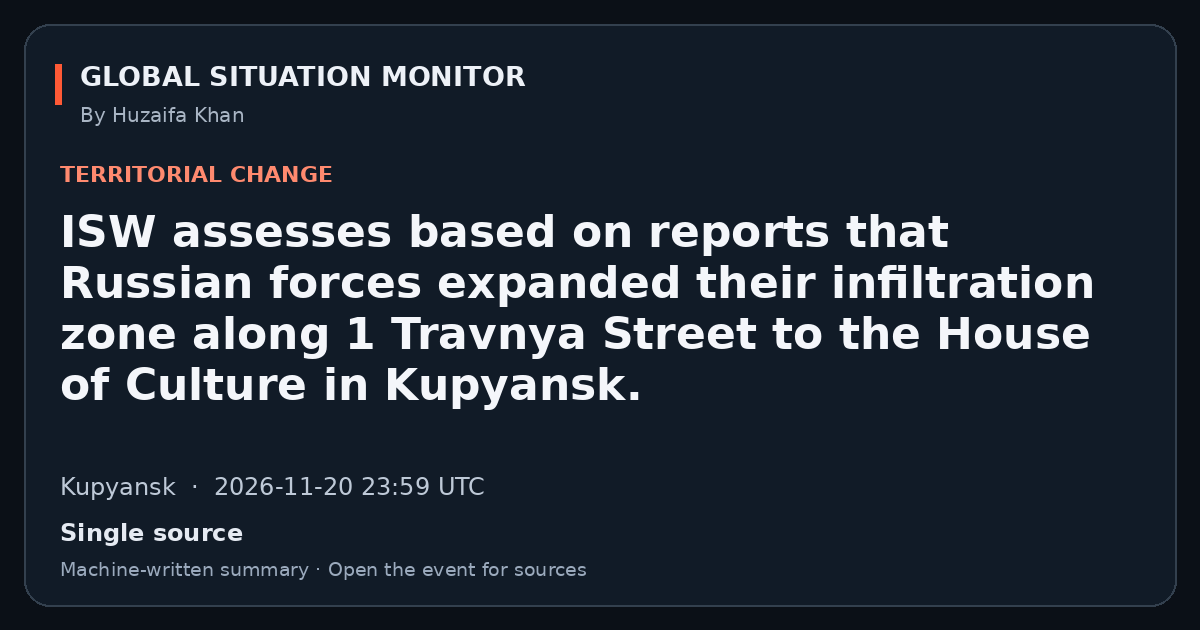 GLOBAL SITUATION MONITOR
By Huzaifa Khan
TERRITORIAL CHANGE
ISW assesses based on reports that
Russian forces expanded their infiltration
zone along 1 Travnya Street to the House
of Culture in Kupyansk.
Kupyansk · 2026-11-20 23:59 UTC
Single source
Machine-written summary · Open the event for sources